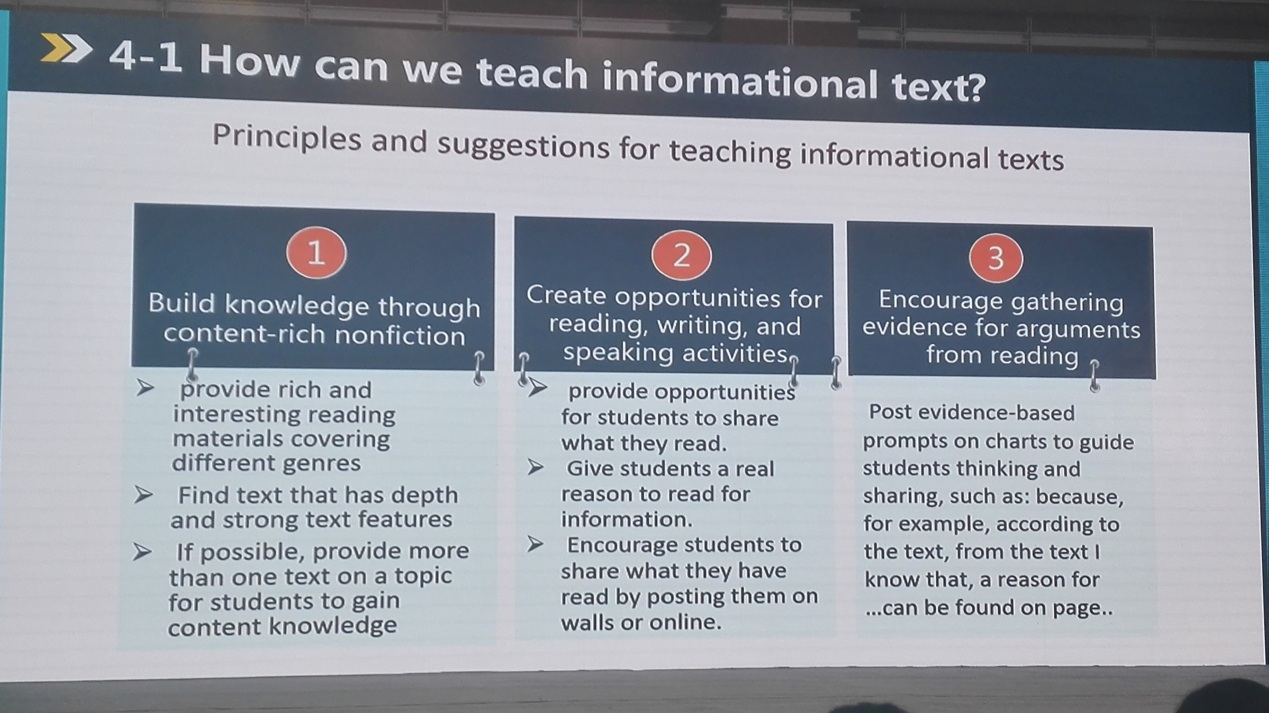 4-1 How can we teach informational text?
Principles and suggestions for teaching informational texts
1
Build knowledge through
content-rich nonfiction
➢ provide rich and
interesting reading
materials covering
different genres
➢ Find text that has depth
and strong text features
➢ If possible, provide more
than one text on a topic
for students to gain
content knowledge
2
Create opportunities for
reading, writing, and
speaking activities,
➢ provide opportunities
for students to share
what they read.
➢ Give students a real
reason to read for
information.
➢ Encourage students to
share what they have
read by posting them on
walls or online.
3
Encourage gathering
evidence for arguments
from reading
Post evidence-based
prompts on charts to guide
students thinking and
sharing, such as: because,
for example, according to
the text, from the text I
know that, a reason for
...can be found on page..